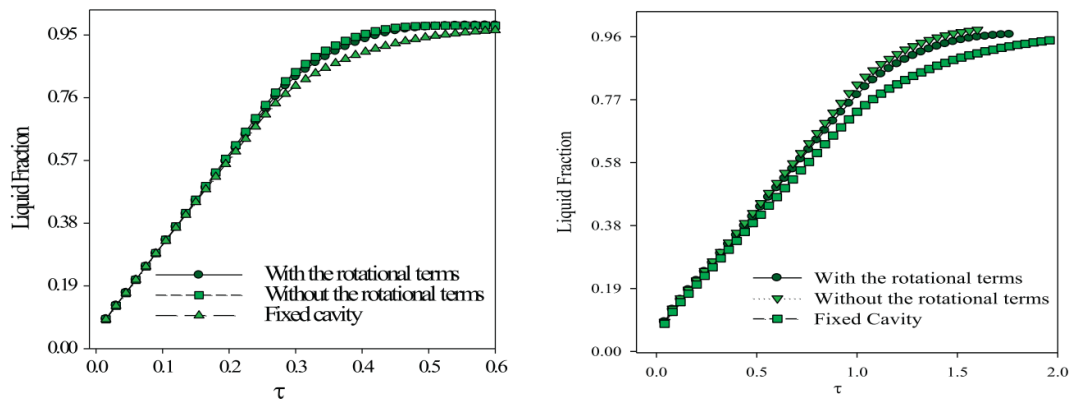 0.95
0.76
0.57
0.38
0.19
0.00
Liquid Fraction
With the rotational terms
Without the rotational terms
Fixed cavity
0.0 0.1 0.2 0.3 0.4 0.5 0.6
τ
0.96
0.77
0.58
0.38
0.19
0.00
Liquid Fraction
With the rotational terms
Without the rotational terms
Fixed Cavity
0.0 0.5 1.0 1.5 2.0
τ